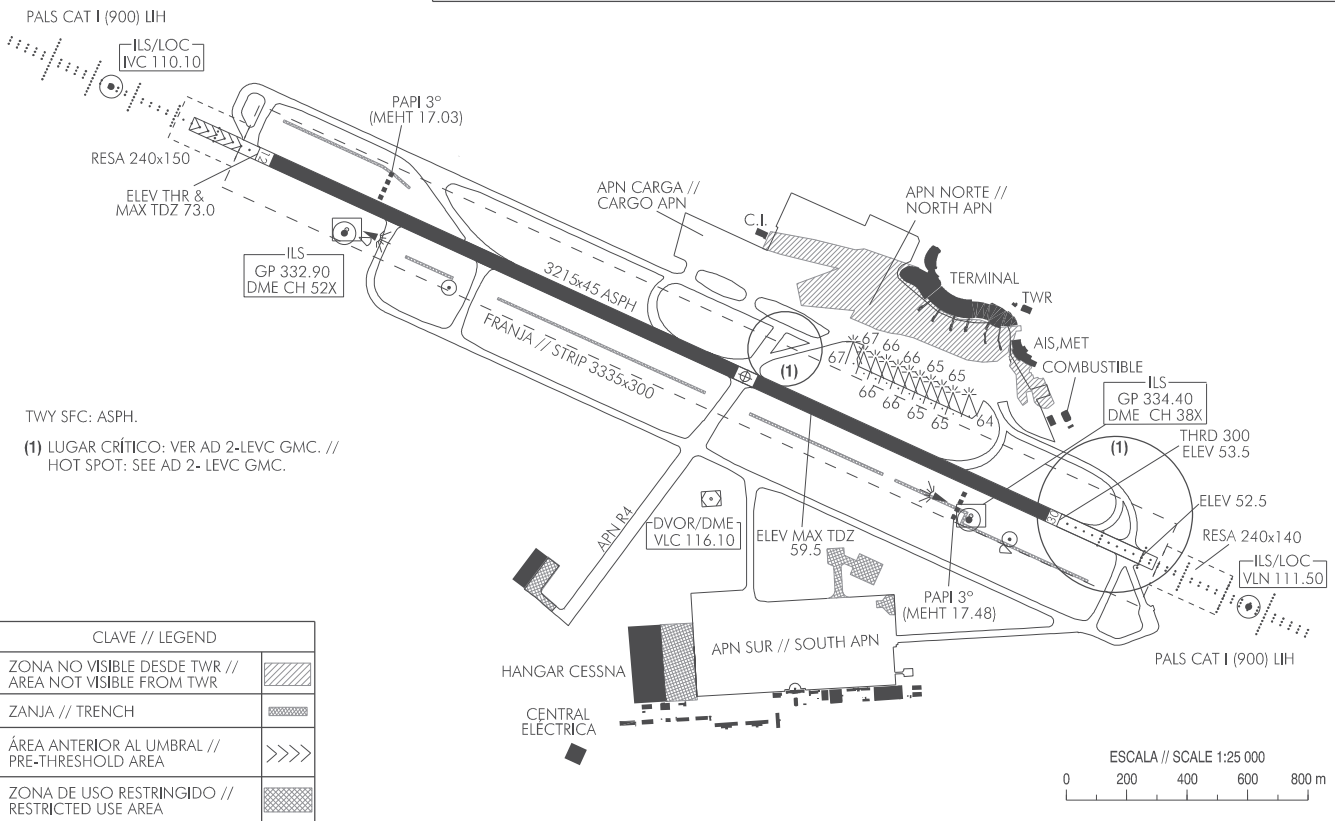 PALS CAT I (900) LIH
ILS/LOC
IVC 110.10
PAPI 3º
(MEHT 17.03)
RESA 240x150
ELEV THR &
MAX TDZ 73.0
12
ILS
GP 332.90
DME CH 52X
APN CARGA //
CARGO APN
C.I.
APN NORTE //
NORTH APN
TERMINAL
TWR
AIS,MET
COMBUSTIBLE
3215x45 ASPH
FRANJA // STRIP 3335x300
(1)
67
66
66
65
65
67
66
66
65
65
64
ILS
GP 334.40
DME CH 38X
(1)
THRD 300
ELEV 53.5
30
ELEV 52.5
RESA 240x140
ILS/LOC
VLN 111.50
PALS CAT I (900) LIH
TWY SFC: ASPH.
(1) LUGAR CRÍTICO: VER AD 2-LEVC GMC. //
HOT SPOT: SEE AD 2- LEVC GMC.
APN R4
DVOR/DME
VLC 116.10
ELEV MAX TDZ
59.5
PAPI 3º
(MEHT 17.48)
APN SUR // SOUTH APN
HANGAR CESSNA
CENTRAL
ELÉCTRICA
CLAVE // LEGEND
ZONA NO VISIBLE DESDE TWR //
AREA NOT VISIBLE FROM TWR
ZANJA // TRENCH
ÁREA ANTERIOR AL UMBRAL //
PRE-THRESHOLD AREA
ZONA DE USO RESTRINGIDO //
RESTRICTED USE AREA
ESCALA // SCALE 1:25 000
0 200 400 600 800 m